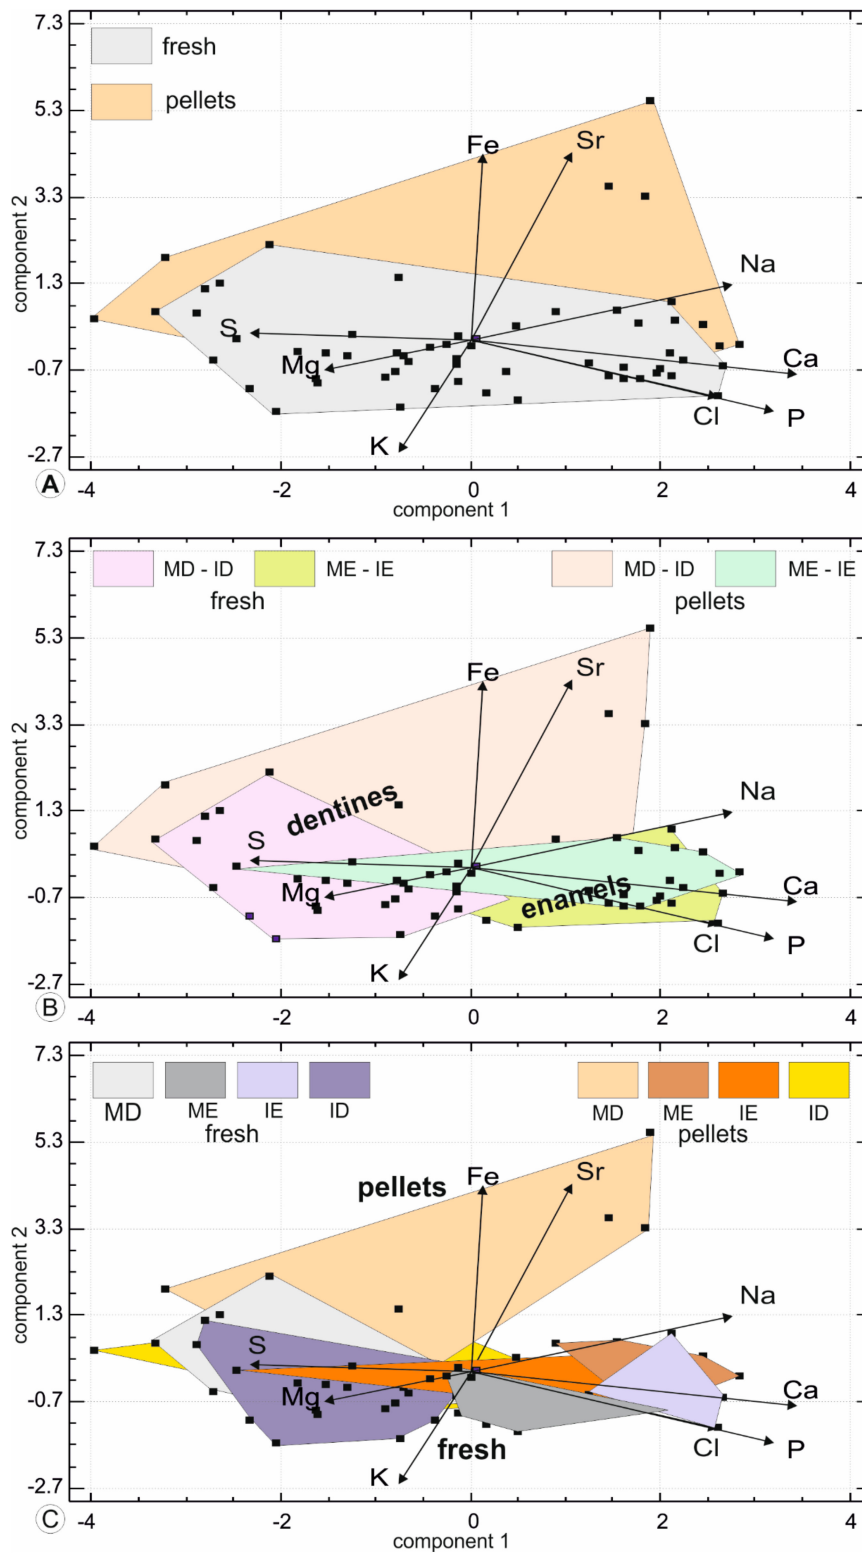 7.3
fresh
pellets
5.3
Fe
Sr
3.3
component 2
Na
1.3
S
Mg
Ca
-0.7
K
Cl
P
-2.7
A
-4
-2
0
2
4
component 1
7.3
MD - ID
ME - IE
MD - ID
ME - IE
fresh
pellets
5.3
Fe
Sr
3.3
component 2
Na
1.3
dentines
S
Mg
enamels
Ca
-0.7
K
Cl
P
-2.7
B
-4
-2
0
2
4
7.3
MD
ME
IE
ID
MD
ME
IE
ID
fresh
pellets
5.3
pellets
Fe
Sr
3.3
component 2
Na
1.3
S
Mg
Ca
-0.7
fresh
K
Cl
P
-2.7
C
-4
-2
0
2
4
component 1